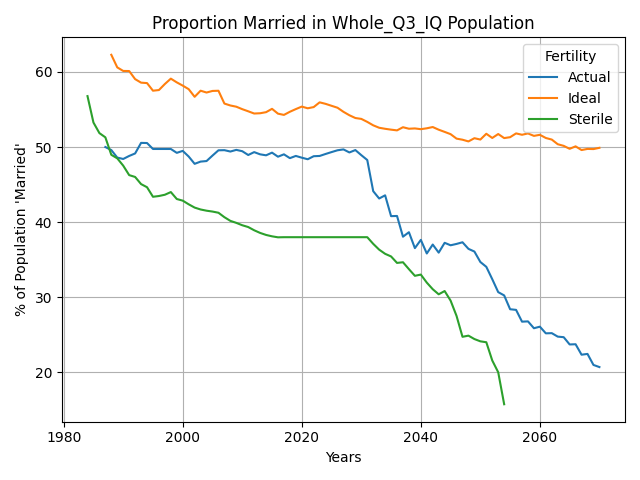 Proportion Married in Whole_Q3_IQ Population
% of Population 'Married'
60
50
40
30
20
Fertility
Actual
Ideal
Sterile
1980
2000
2020
2040
2060
Years